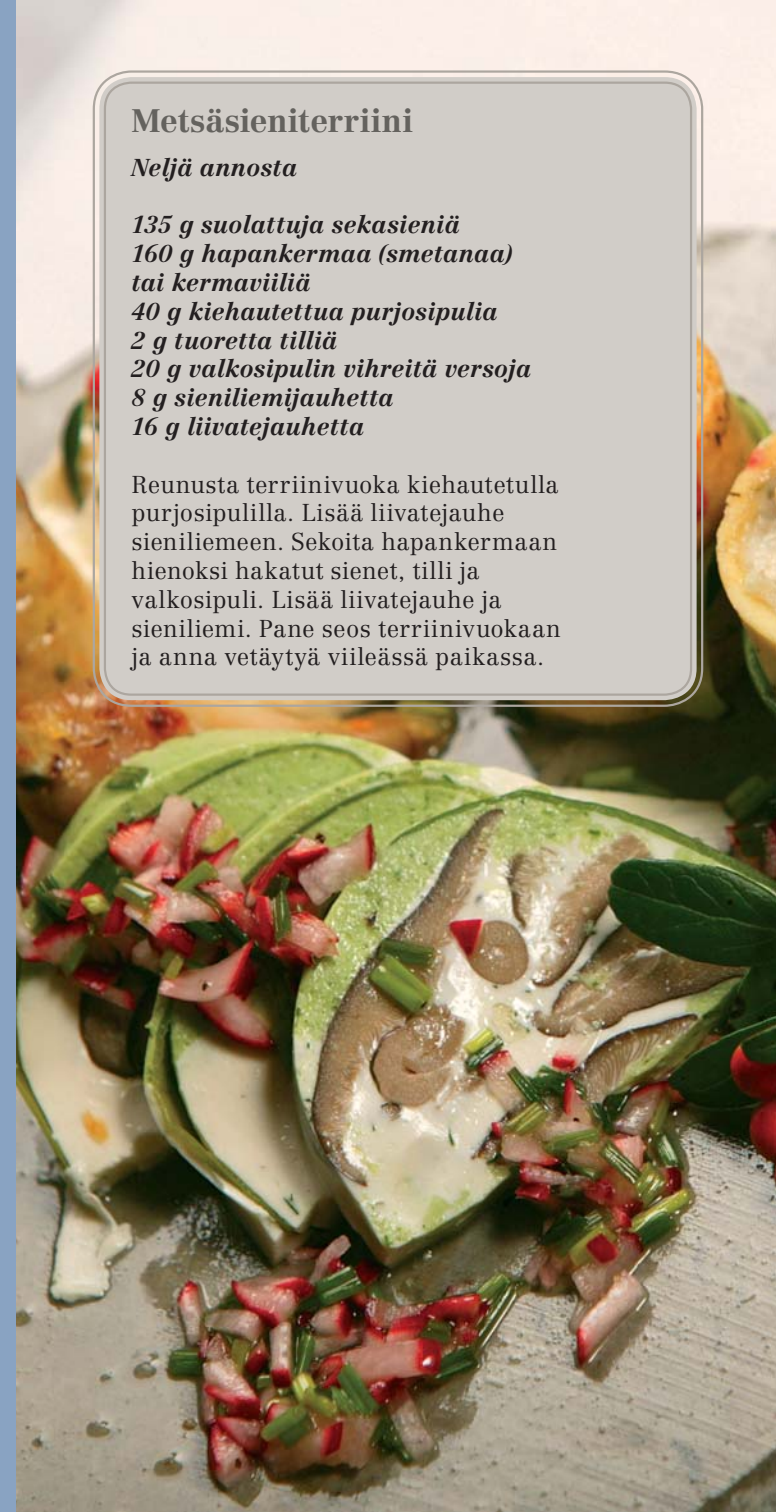 Metsäsieniterriini
Neljä annosta
135 g suolattuja sekasieniä
160 g hapankermaa (smetanaa)
tai kermaviiliä
40 g kiehautettua purjosipulia
2 g tuoretta tilliä
20 g valkosipulin vihreitä versoja
8 g sieniliemijauhetta
16 g liivatejauhetta
Reunusta terriinivuoka kiehautetulla
purjosipulilla. Lisää liivatejauhe
sieniliemeen. Sekoita hapankermaan
hienoksi hakatut sienet, tilli ja
valkosipuli. Lisää liivatejauhe ja
sieniliemi. Pane seos terriinivuokaan
ja anna vetäytyä viileässä paikassa.